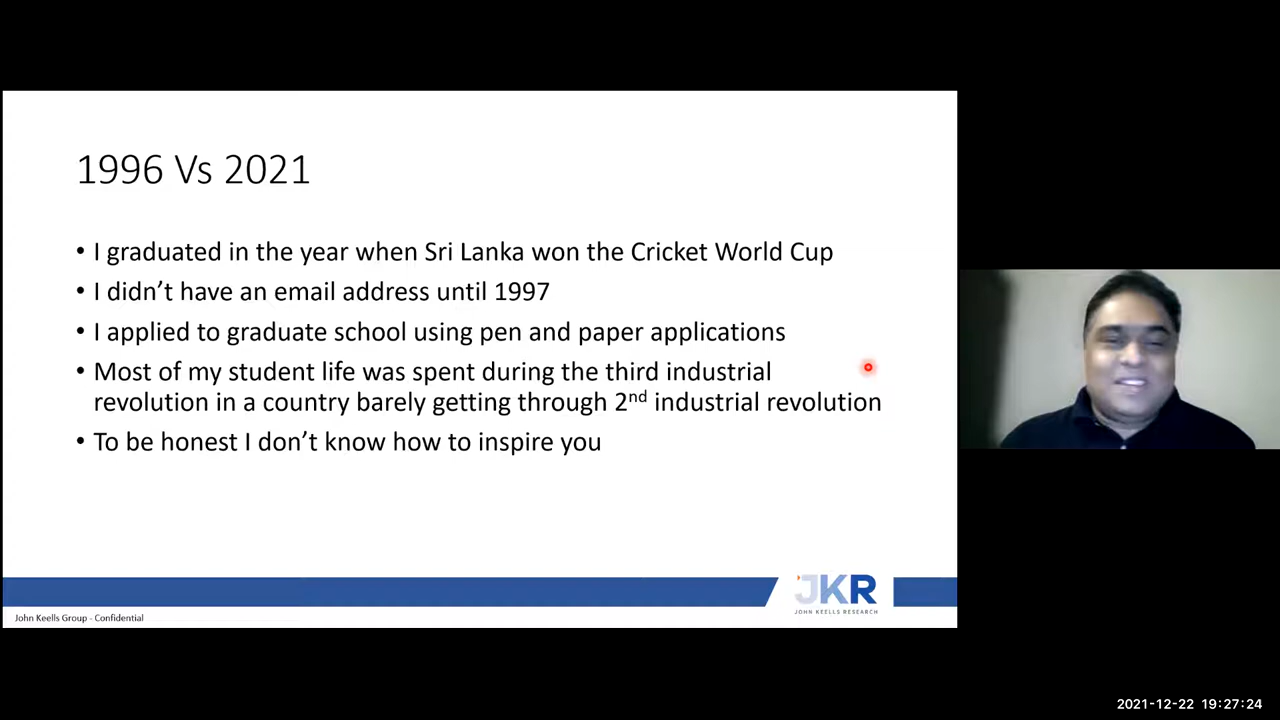 1996 Vs 2021
• I graduated in the year when Sri Lanka won the Cricket World Cup
• I didn’t have an email address until 1997
• I applied to graduate school using pen and paper applications
• Most of my student life was spent during the third industrial
revolution in a country barely getting through 2nd industrial revolution
• To be honest I don’t know how to inspire you
JKR
JOHN KEELLS RESEARCH
John Keells Group - Confidential
2021-12-22 19:27:24